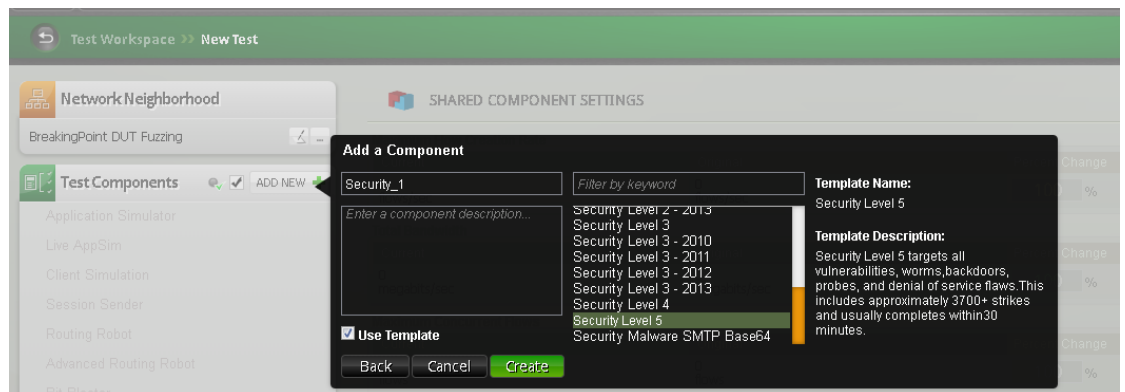 Test Workspace >> New Test
Network Neighborhood
BreakingPoint DUT Fuzzing
Test Components
ADD NEW
Application Simulator
Live AppSim
Client Simulation
Session Sender
Routing Robot
Advanced Routing Robot
SHARED COMPONENT SETTINGS
Change
%
Change
%
Change
%
Add a Component
Security_1
Enter a component description...
Use Template
Back
Cancel
Create
Filter by keyword
Security Level 2 - 2013
Security Level 3
Security Level 3 - 2010
Security Level 3 - 2011
Security Level 3 - 2012
Security Level 3 - 2013
Security Level 4
Security Level 5
Security Malware SMTP Base64
Template Name:
Security Level 5
Template Description:
Security Level 5 targets all
vulnerabilities, worms,backdoors,
probes, and denial of service flaws.This
includes approximately 3700+ strikes
and usually completes within30
minutes.